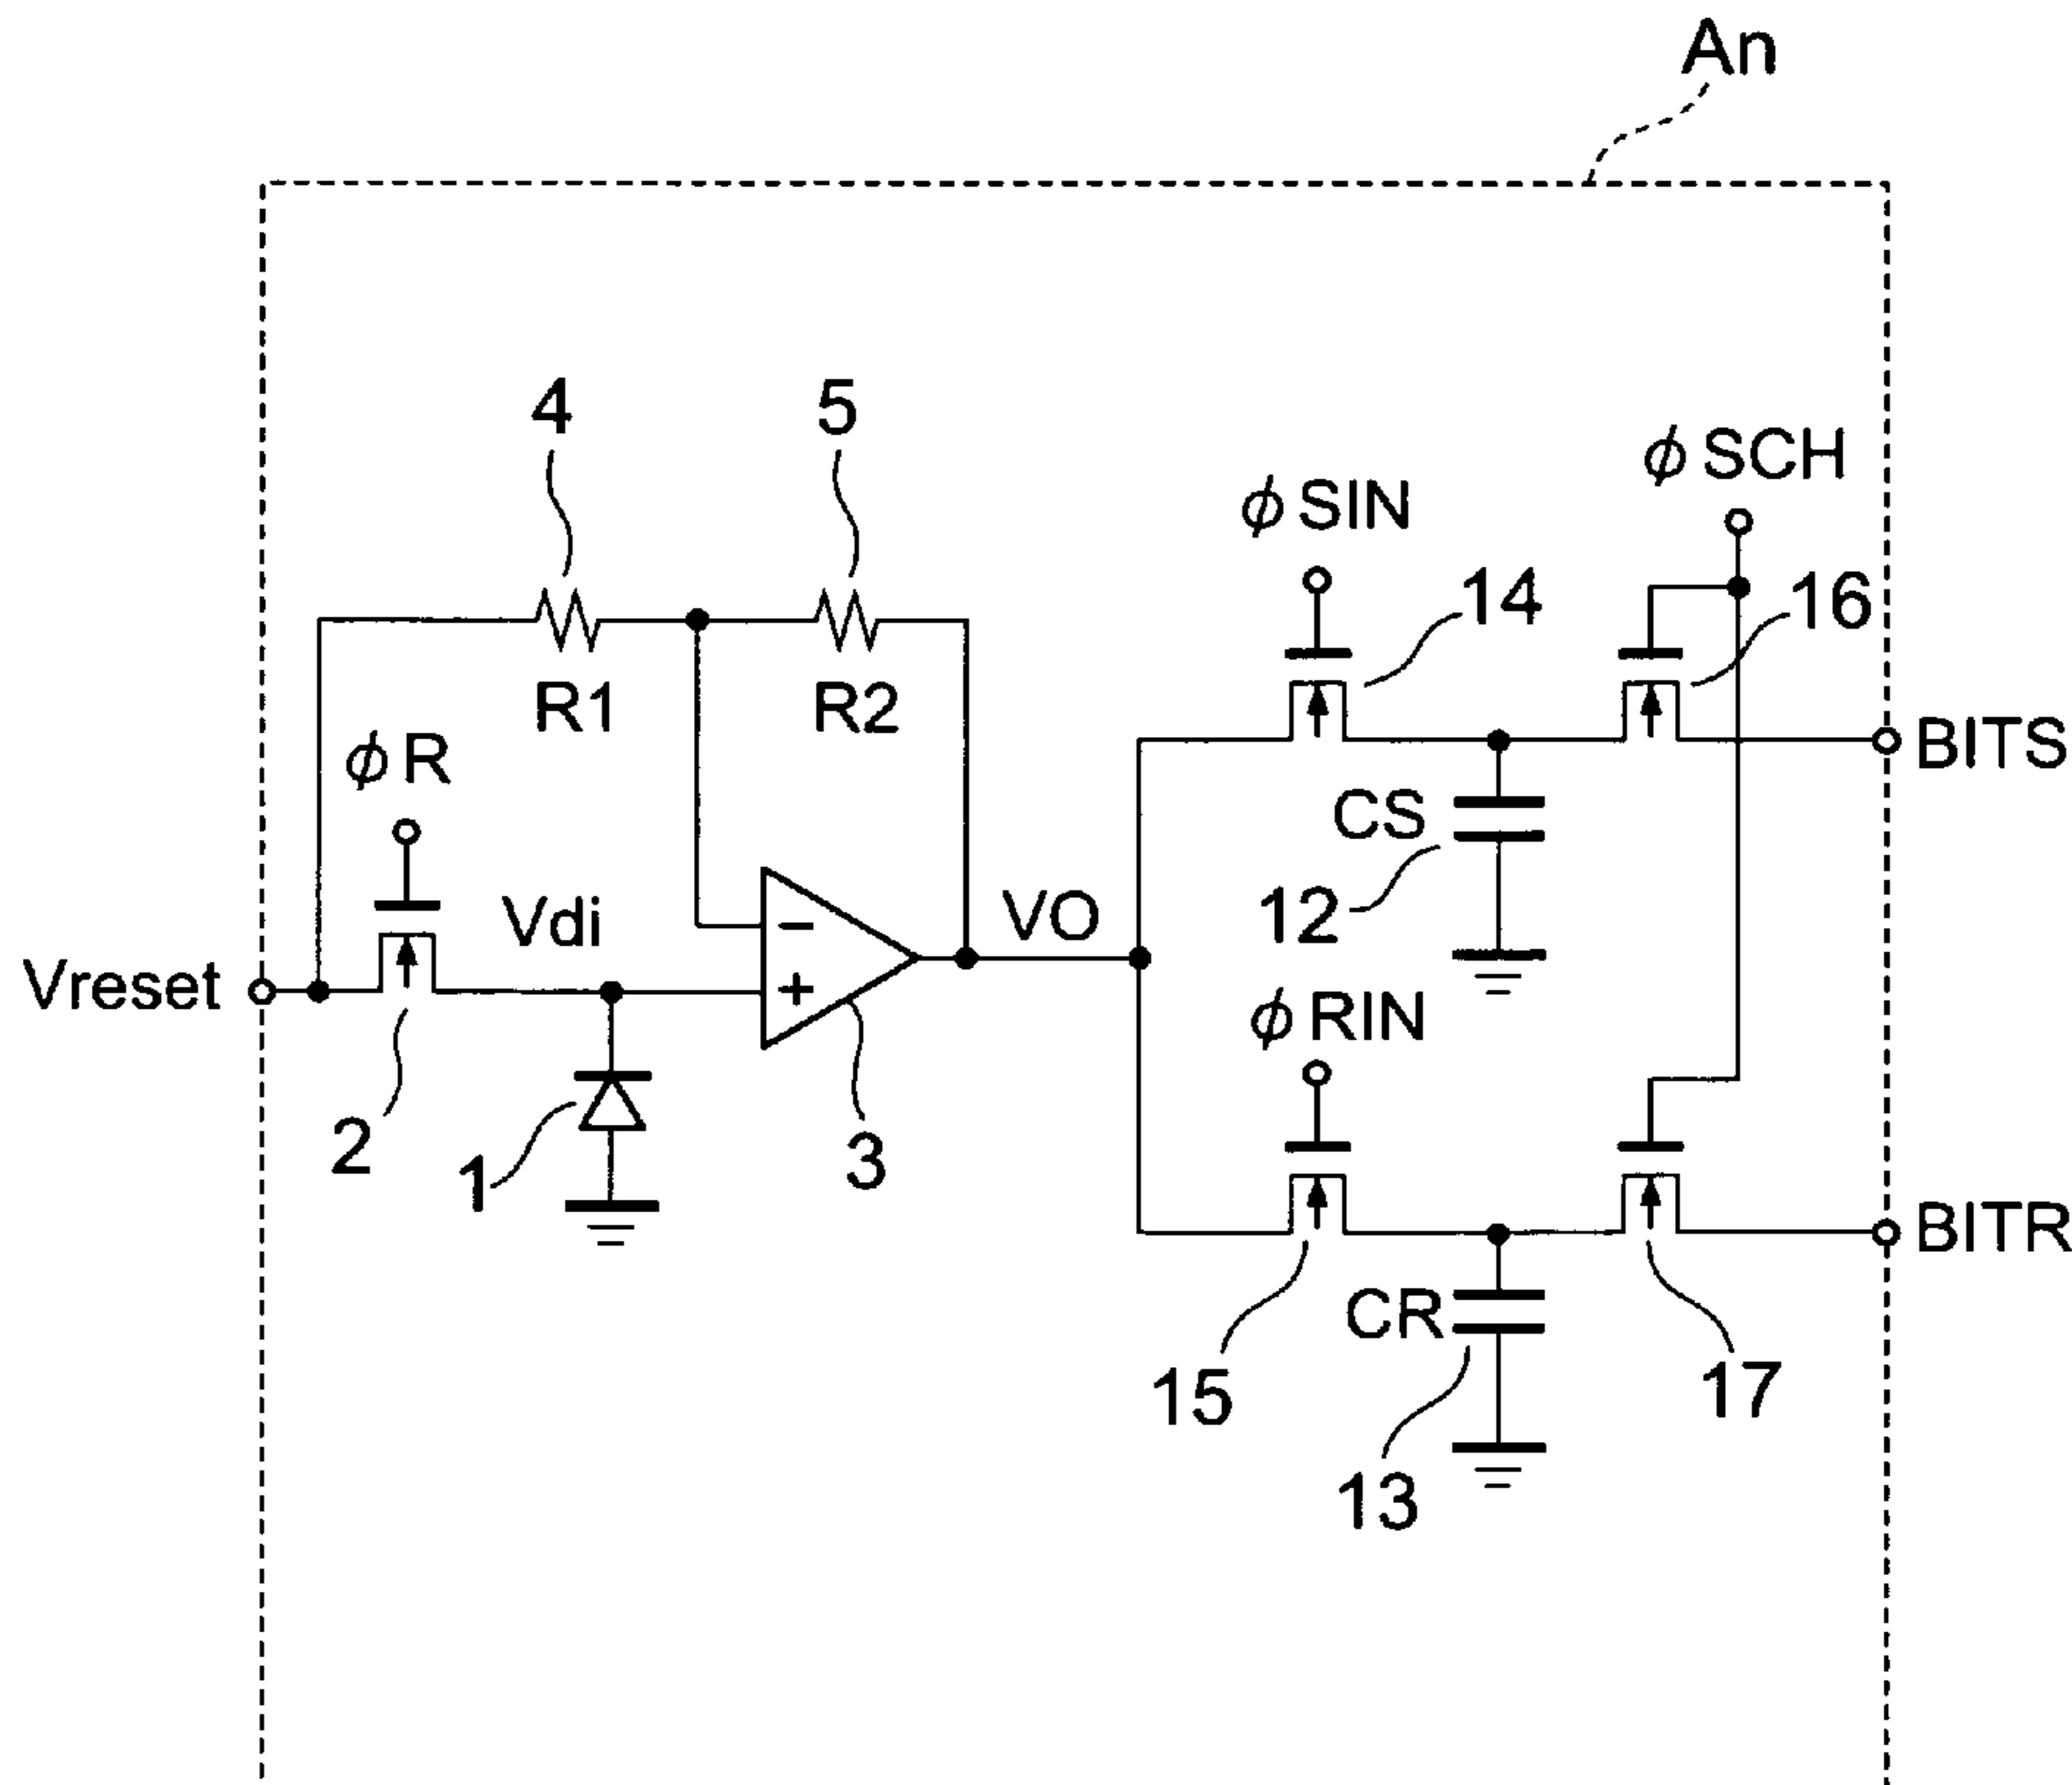 An
4
5
φSCH
φSIN
14
16
R1
R2
φR
BITS
CS
Vdi
VO
12
Vreset
φRIN
2
1
3
BITR
CR
15
17
13